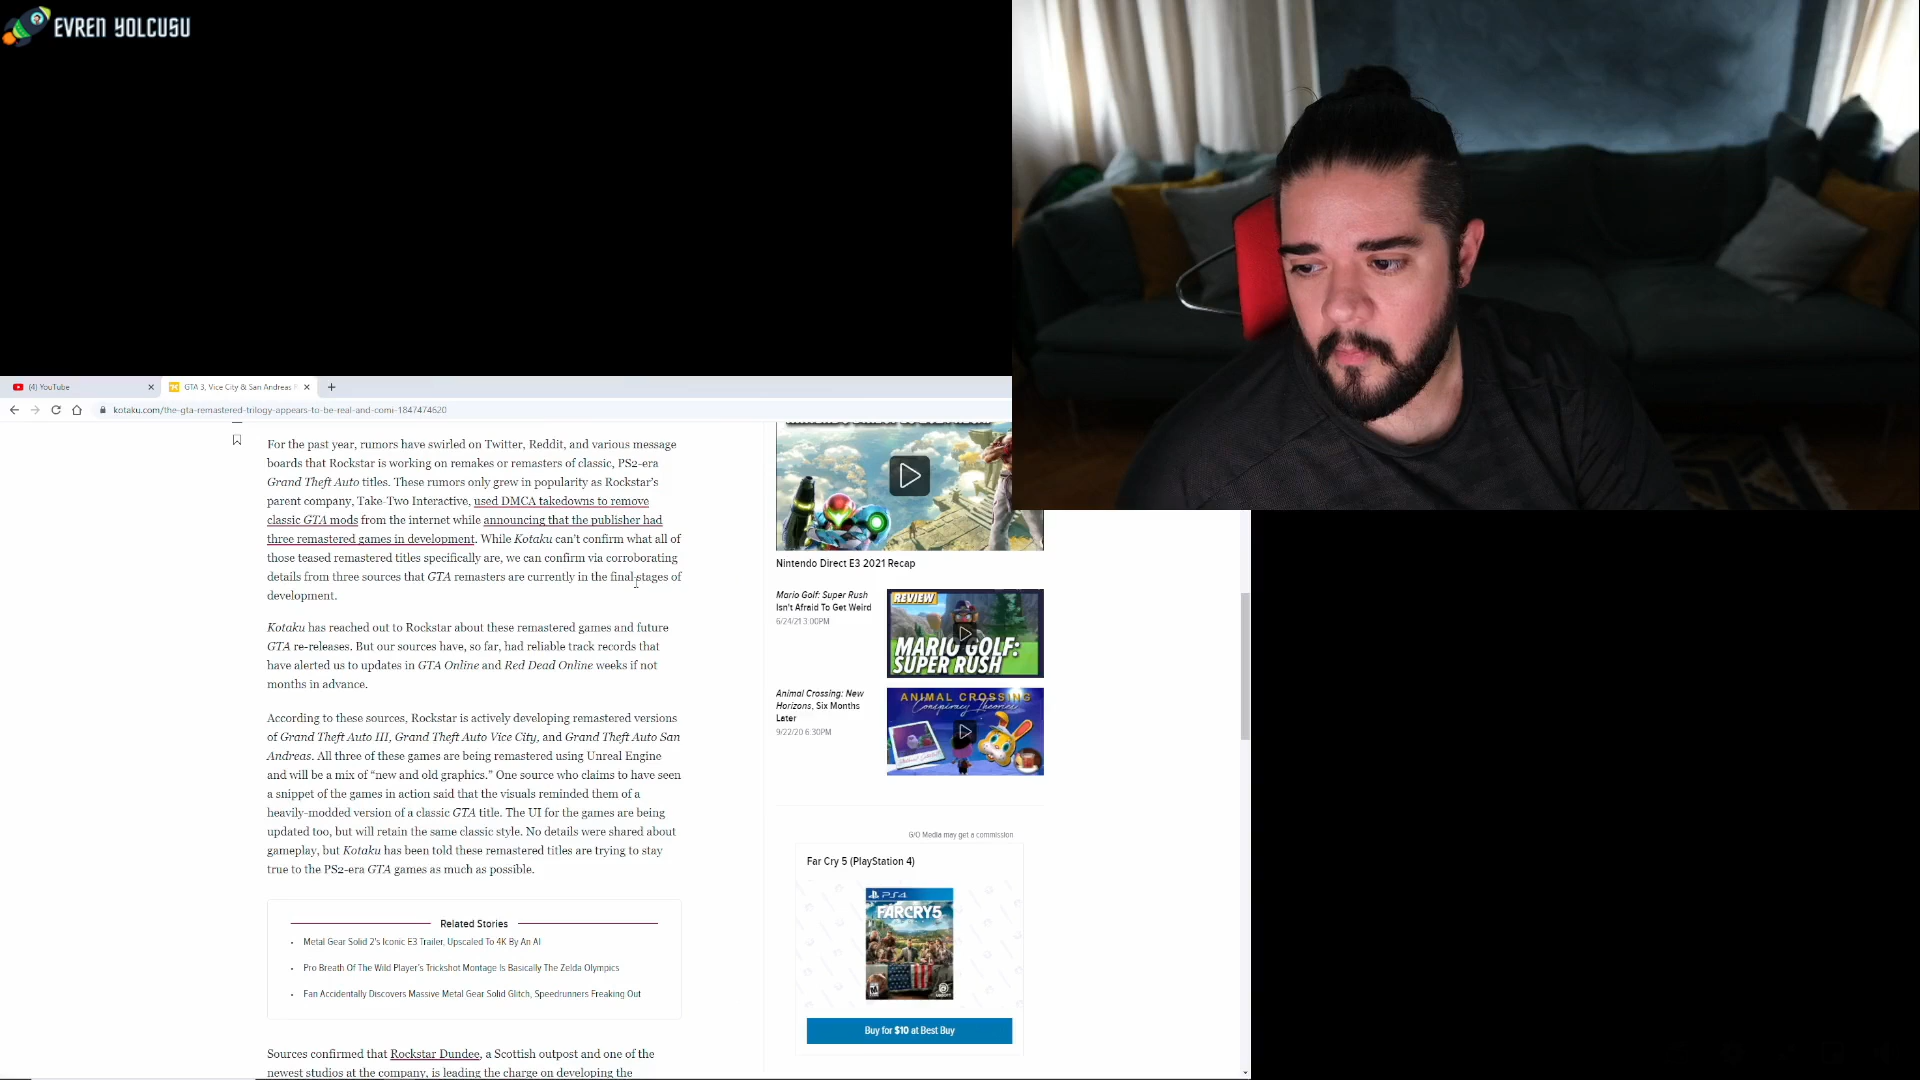 EVREN YOLCUSU
(4) YouTube
GTA 3, Vice City & San Andreas
kotaku.com/the-gta-remastered-trilogy-appears-to-be-real-and-comi-1847474620
For the past year, rumors have swirled on Twitter, Reddit, and various message
boards that Rockstar is working on remakes or remasters of classic, PS2-era
Grand Theft Auto titles. These rumors only grew in popularity as Rockstar's
parent company, Take-Two Interactive, used DMCA takedowns to remove
classic GTA mods from the internet while announcing that the publisher had
three remastered games in development. While Kotaku can't confirm what all of
those teased remastered titles specifically are, we can confirm via corroborating
details from three sources that GTA remasters are currently in the final stages of
development.
Kotaku has reached out to Rockstar about these remastered games and future
GTA re-releases. But our sources have, so far, had reliable track records that
have alerted us to updates in GTA Online and Red Dead Online weeks if not
months in advance.
According to these sources, Rockstar is actively developing remastered versions
of Grand Theft Auto III, Grand Theft Auto Vice City, and Grand Theft Auto San
Andreas. All three of these games are being remastered using Unreal Engine
and will be a mix of “new and old graphics.” One source who claims to have seen
a snippet of the games in action said that the visuals reminded them of a
heavily-modded version of a classic GTA title. The UI for the games are being
updated too, but will retain the same classic style. No details were shared about
gameplay, but Kotaku has been told these remastered titles are trying to stay
true to the PS2-era GTA games as much as possible.
Related Stories
Metal Gear Solid 2's Iconic E3 Trailer, Upscaled To 4K By An AI
Pro Breath Of The Wild Player's Trickshot Montage Is Basically The Zelda Olympics
Fan Accidentally Discovers Massive Metal Gear Solid Glitch, Speedrunners Freaking Out
Sources confirmed that Rockstar Dundee, a Scottish outpost and one of the
newest studios at the company, is leading the charge on developing the
Nintendo Direct E3 2021 Recap
Mario Golf: Super Rush
Isn't Afraid To Get Weird
6/24/21 3:00PM
REVIEW
MARIO GOLF:
SUPER RUSH
Animal Crossing: New
Horizons, Six Months
Later
9/22/20 6:30PM
ANIMAL CROSSING
Conspiracy Theories
G/O Media may get a commission
Far Cry 5 (PlayStation 4)
PS4
FARCRY5
Buy for $10 at Best Buy